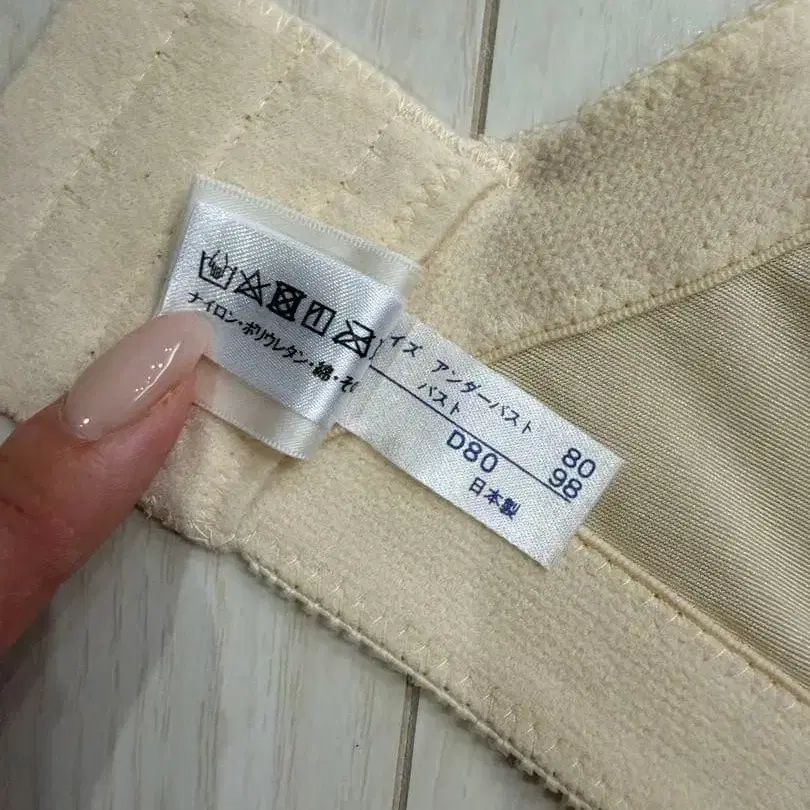 ナイロン・ポリウレタン・綿・そ
イズ アンダーバスト 80
バスト 98
D80
日本製